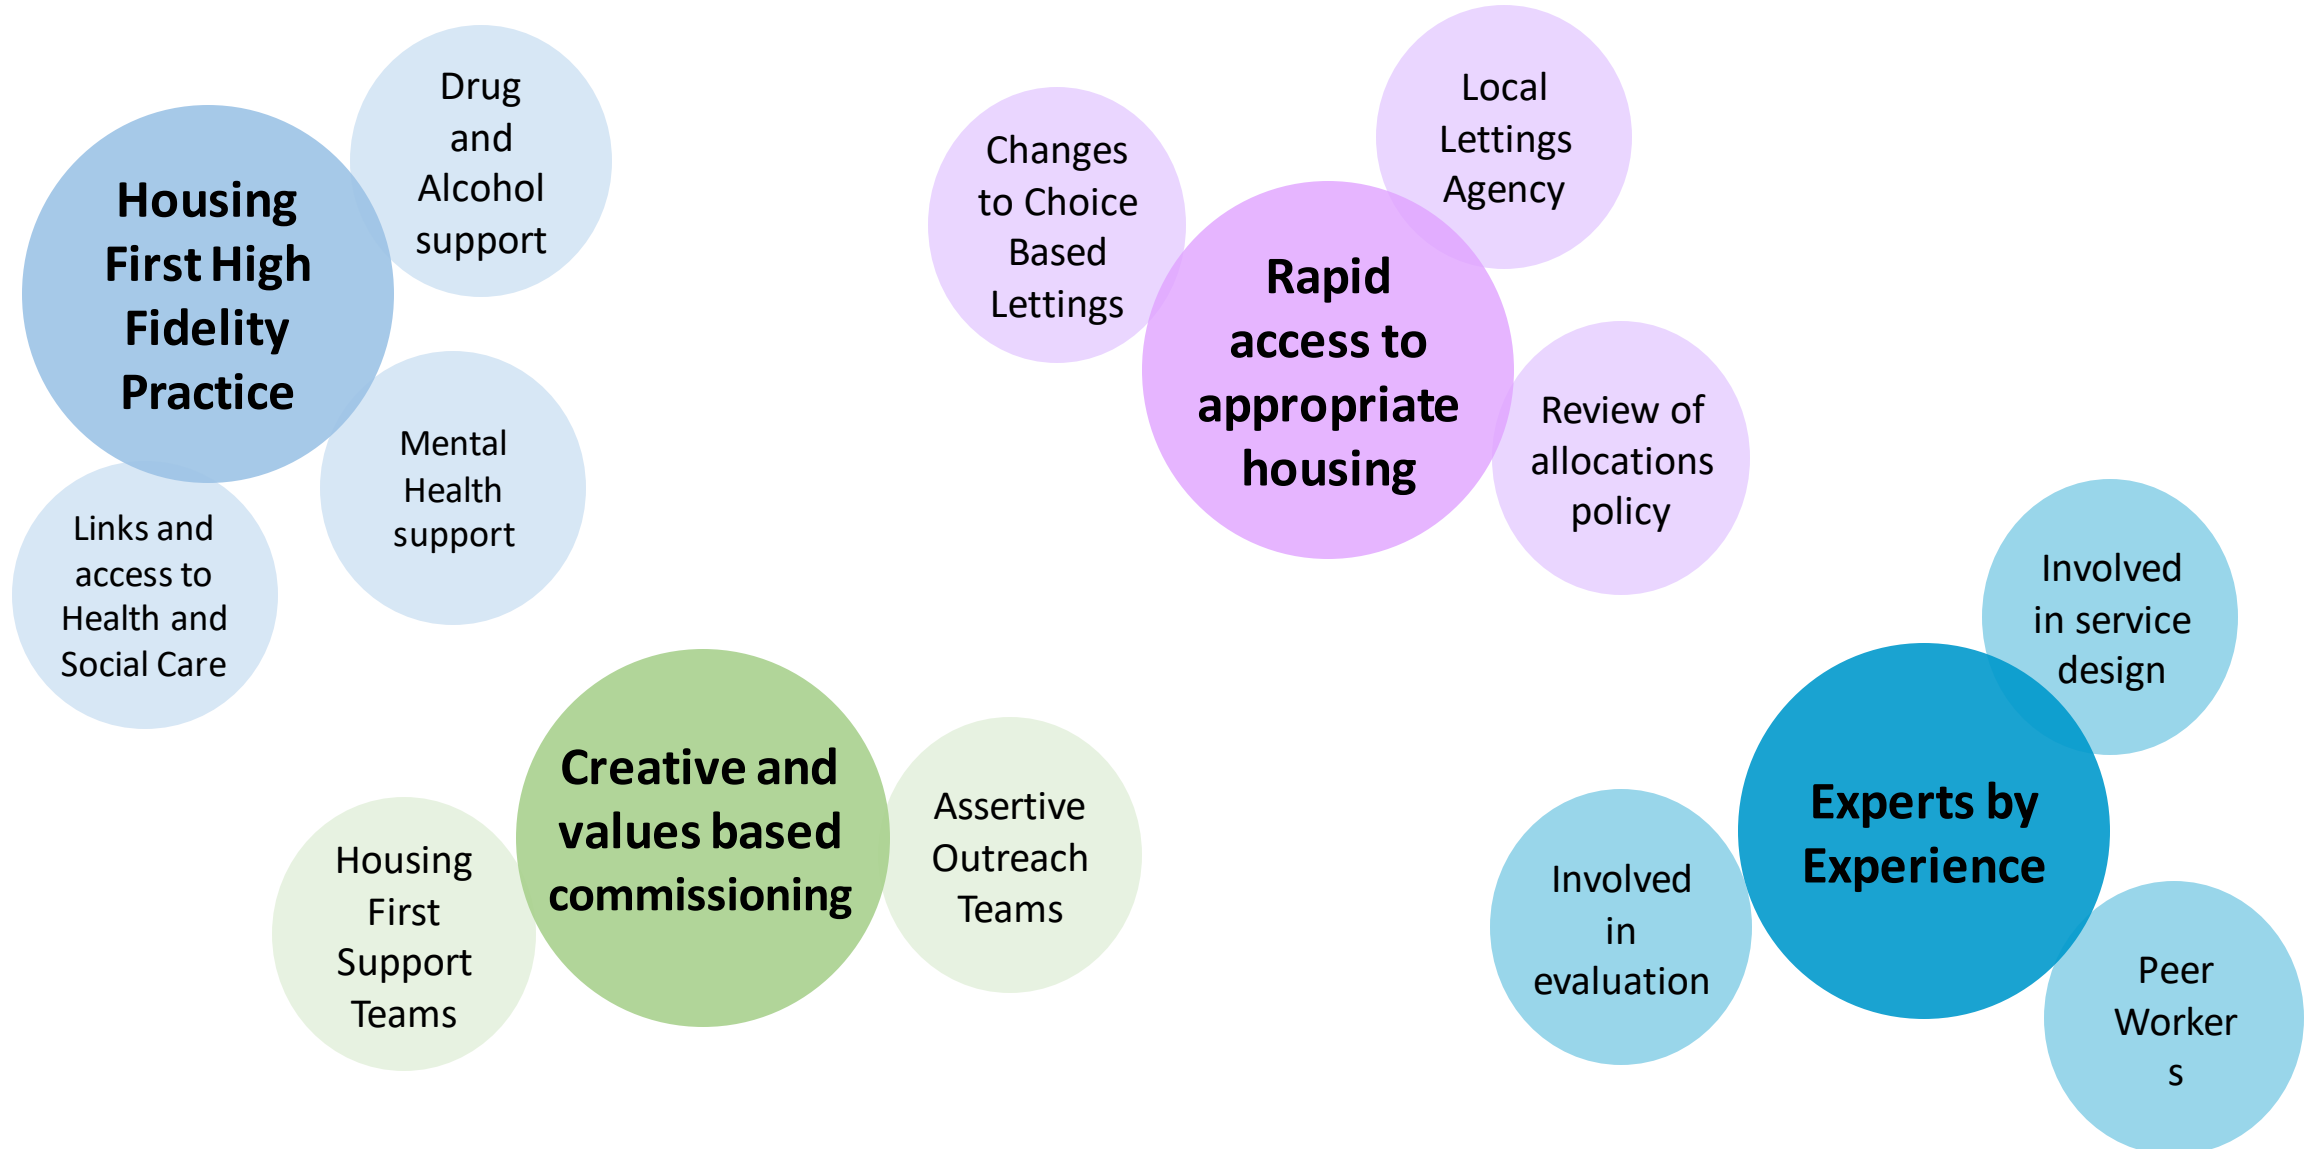 Drug
and
Alcohol
support
Housing
First High
Fidelity
Practice
Mental
Health
support
Links and
access to
Health and
Social Care
Changes
to Choice
Based
Lettings
Local
Lettings
Agency
Rapid
access to
appropriate
housing
Review of
allocations
policy
Creative and
values based
commissioning
Housing
First
Support
Teams
Assertive
Outreach
Teams
Involved
in service
design
Experts by
Experience
Involved
in
evaluation
Peer
Worker
s